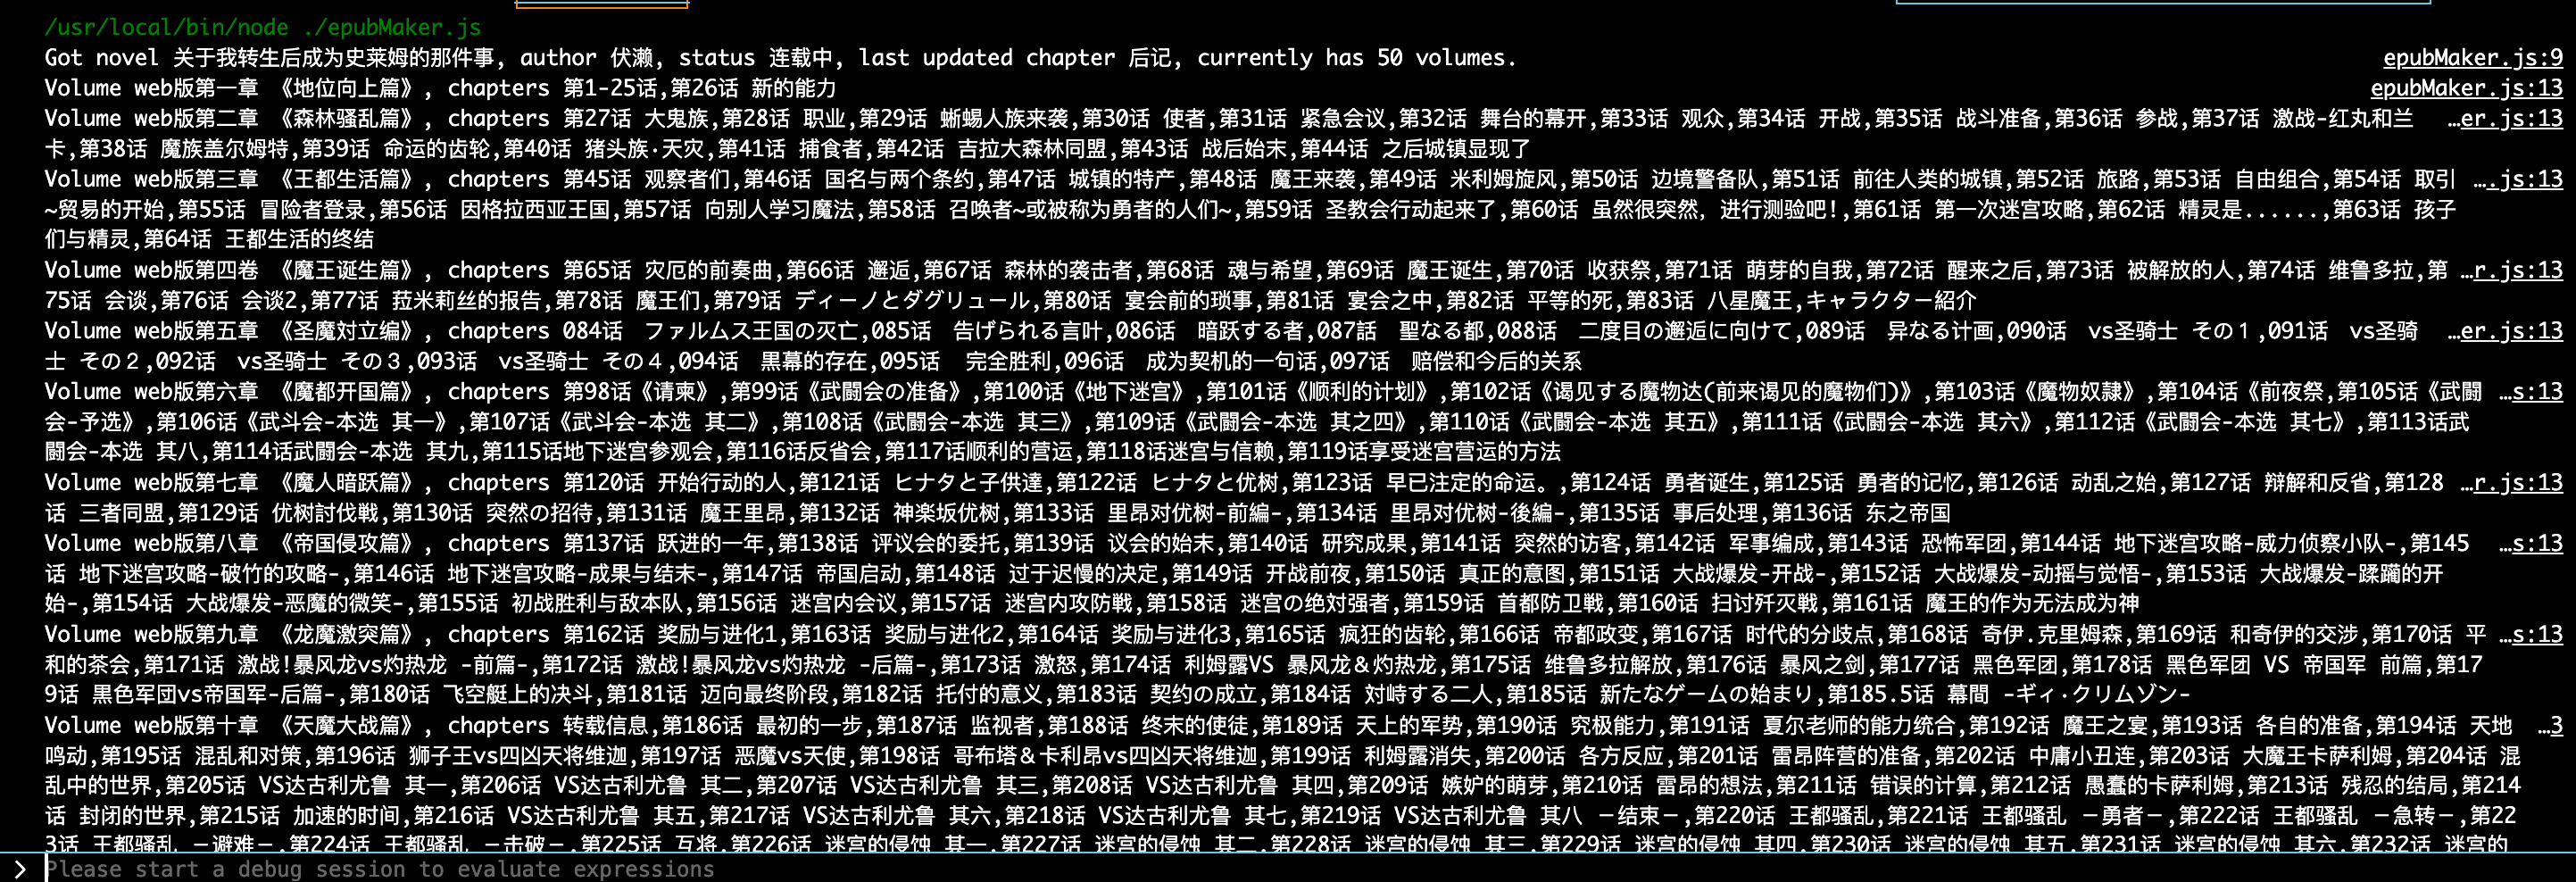 /usr/local/bin/node ./epubMaker.js
Got novel 关于我转生后成为史莱姆的那件事, author 伏濑, status 连载中, last updated chapter 后记, currently has 50 volumes. epubMaker.js:9
Volume web版第一章 《地位向上篇》, chapters 第1-25话,第26话 新的能力 epubMaker.js:13
Volume web版第二章 《森林骚乱篇》, chapters 第27话 大鬼族,第28话 职业,第29话 蜥蜴人族来袭,第30话 使者,第31话 紧急会议,第32话 舞台的幕开,第33话 观众,第34话 开战,第35话 战斗准备,第36话 参战,第37话 激战-红丸和兰 …er.js:13
卡,第38话 魔族盖尔姆特,第39话 命运的齿轮,第40话 猪头族·天灾,第41话 捕食者,第42话 吉拉大森林同盟,第43话 战后始末,第44话 之后城镇显现了
Volume web版第三章 《王都生活篇》, chapters 第45话 观察者们,第46话 国名与两个条约,第47话 城镇的特产,第48话 魔王来袭,第49话 米利姆旋风,第50话 边境警备队,第51话 前往人类的城镇,第52话 旅路,第53话 自由组合,第54话 取引 ….js:13
~贸易的开始,第55话 冒险者登录,第56话 因格拉西亚王国,第57话 向别人学习魔法,第58话 召唤者~或被称为勇者的人们~,第59话 圣教会行动起来了,第60话 虽然很突然，进行测验吧!,第61话 第一次迷宫攻略,第62话 精灵是......,第63话 孩子
们与精灵,第64话 王都生活的终结
Volume web版第四卷 《魔王诞生篇》, chapters 第65话 灾厄的前奏曲,第66话 邂逅,第67话 森林的袭击者,第68话 魂与希望,第69话 魔王诞生,第70话 收获祭,第71话 萌芽的自我,第72话 醒来之后,第73话 被解放的人,第74话 维鲁多拉,第 …r.js:13
75话 会谈,第76话 会谈2,第77话 菈米莉丝的报告,第78话 魔王们,第79话 ディーノとダグリュール,第80话 宴会前的琐事,第81话 宴会之中,第82话 平等的死,第83话 八星魔王,キャラクター紹介
Volume web版第五章 《圣魔対立编》, chapters 084话　ファルムス王国の灭亡,085话　告げられる言叶,086话　暗跃する者,087話　聖なる都,088话　二度目の邂逅に向けて,089话　异なる计画,090话　vs圣骑士 その１,091话　vs圣骑 …er.js:13
士 その２,092话　vs圣骑士 その３,093话　vs圣骑士 その４,094话　黒幕的存在,095话　完全胜利,096话　成为契机的一句话,097话　赔偿和今后的关系
Volume web版第六章 《魔都开国篇》, chapters 第98话《请柬》,第99话《武闘会の准备》,第100话《地下迷宫》,第101话《顺利的计划》,第102话《谒见する魔物达(前来谒见的魔物们)》,第103话《魔物奴隷》,第104话《前夜祭,第105话《武闘 …s:13
会-予选》,第106话《武斗会-本选 其一》,第107话《武斗会-本选 其二》,第108话《武闘会-本选 其三》,第109话《武闘会-本选 其之四》,第110话《武闘会-本选 其五》,第111话《武闘会-本选 其六》,第112话《武闘会-本选 其七》,第113话武
闘会-本选 其八,第114话武闘会-本选 其九,第115话地下迷宫参观会,第116话反省会,第117话顺利的营运,第118话迷宫与信赖,第119话享受迷宫营运的方法
Volume web版第七章 《魔人暗跃篇》, chapters 第120话 开始行动的人,第121话 ヒナタと子供達,第122话 ヒナタと优树,第123话 早已注定的命运。,第124话 勇者诞生,第125话 勇者的记忆,第126话 动乱之始,第127话 辩解和反省,第128 …r.js:13
话 三者同盟,第129话 优树討伐戦,第130话 突然の招待,第131话 魔王里昂,第132话 神楽坂优树,第133话 里昂对优树-前編-,第134话 里昂对优树-後編-,第135话 事后处理,第136话 东之帝国
Volume web版第八章 《帝国侵攻篇》, chapters 第137话 跃进的一年,第138话 评议会的委托,第139话 议会的始末,第140话 研究成果,第141话 突然的访客,第142话 军事编成,第143话 恐怖军团,第144话 地下迷宫攻略-威力侦察小队-,第145 …s:13
话 地下迷宫攻略-破竹的攻略-,第146话 地下迷宫攻略-成果与结末-,第147话 帝国启动,第148话 过于迟慢的决定,第149话 开战前夜,第150话 真正的意图,第151话 大战爆发-开战-,第152话 大战爆发-动摇与觉悟-,第153话 大战爆发-蹂躏的开
始-,第154话 大战爆发-恶魔的微笑-,第155话 初战胜利与敌本队,第156话 迷宫内会议,第157话 迷宫内攻防戦,第158话 迷宫の绝对强者,第159话 首都防卫戦,第160话 扫讨歼灭戦,第161话 魔王的作为无法成为神
Volume web版第九章 《龙魔激突篇》, chapters 第162话 奖励与进化1,第163话 奖励与进化2,第164话 奖励与进化3,第165话 疯狂的齿轮,第166话 帝都政变,第167话 时代的分歧点,第168话 奇伊.克里姆森,第169话 和奇伊的交涉,第170话 平 …s:13
和的茶会,第171话 激战!暴风龙vs灼热龙 -前篇-,第172话 激战!暴风龙vs灼热龙 -后篇-,第173话 激怒,第174话 利姆露VS 暴风龙＆灼热龙,第175话 维鲁多拉解放,第176话 暴风之剑,第177话 黑色军团,第178话 黑色军团 VS 帝国军 前篇,第17
9话 黒色军团vs帝国军-后篇-,第180话 飞空艇上的决斗,第181话 迈向最终阶段,第182话 托付的意义,第183话 契约の成立,第184话 対峙する二人,第185话 新たなゲームの始まり,第185.5话 幕間 -ギィ·クリムゾン-
Volume web版第十章 《天魔大战篇》, chapters 转载信息,第186话 最初的一步,第187话 监视者,第188话 终末的使徒,第189话 天上的军势,第190话 究极能力,第191话 夏尔老师的能力统合,第192话 魔王之宴,第193话 各自的准备,第194话 天地 …3
鸣动,第195话 混乱和对策,第196话 狮子王vs四凶天将维迦,第197话 恶魔vs天使,第198话 哥布塔＆卡利昂vs四凶天将维迦,第199话 利姆露消失,第200话 各方反应,第201话 雷昂阵营的准备,第202话 中庸小丑连,第203话 大魔王卡萨利姆,第204话 混
乱中的世界,第205话 VS达古利尤鲁 其一,第206话 VS达古利尤鲁 其二,第207话 VS达古利尤鲁 其三,第208话 VS达古利尤鲁 其四,第209话 嫉妒的萌芽,第210话 雷昂的想法,第211话 错误的计算,第212话 愚蠢的卡萨利姆,第213话 残忍的结局,第214
话 封闭的世界,第215话 加速的时间,第216话 VS达古利尤鲁 其五,第217话 VS达古利尤鲁 其六,第218话 VS达古利尤鲁 其七,第219话 VS达古利尤鲁 其八 －结束－,第220话 王都骚乱,第221话 王都骚乱 －勇者－,第222话 王都骚乱 －急转－,第22
3话 王都骚乱 －避难－,第224话 王都骚乱 －击破－,第225话 互将,第226话 迷宫的侵蚀 其一,第227话 迷宫的侵蚀 其二,第228话 迷宫的侵蚀 其三,第229话 迷宫的侵蚀 其四,第230话 迷宫的侵蚀 其五,第231话 迷宫的侵蚀 其六,第232话 迷宫的
Please start a debug session to evaluate expressions